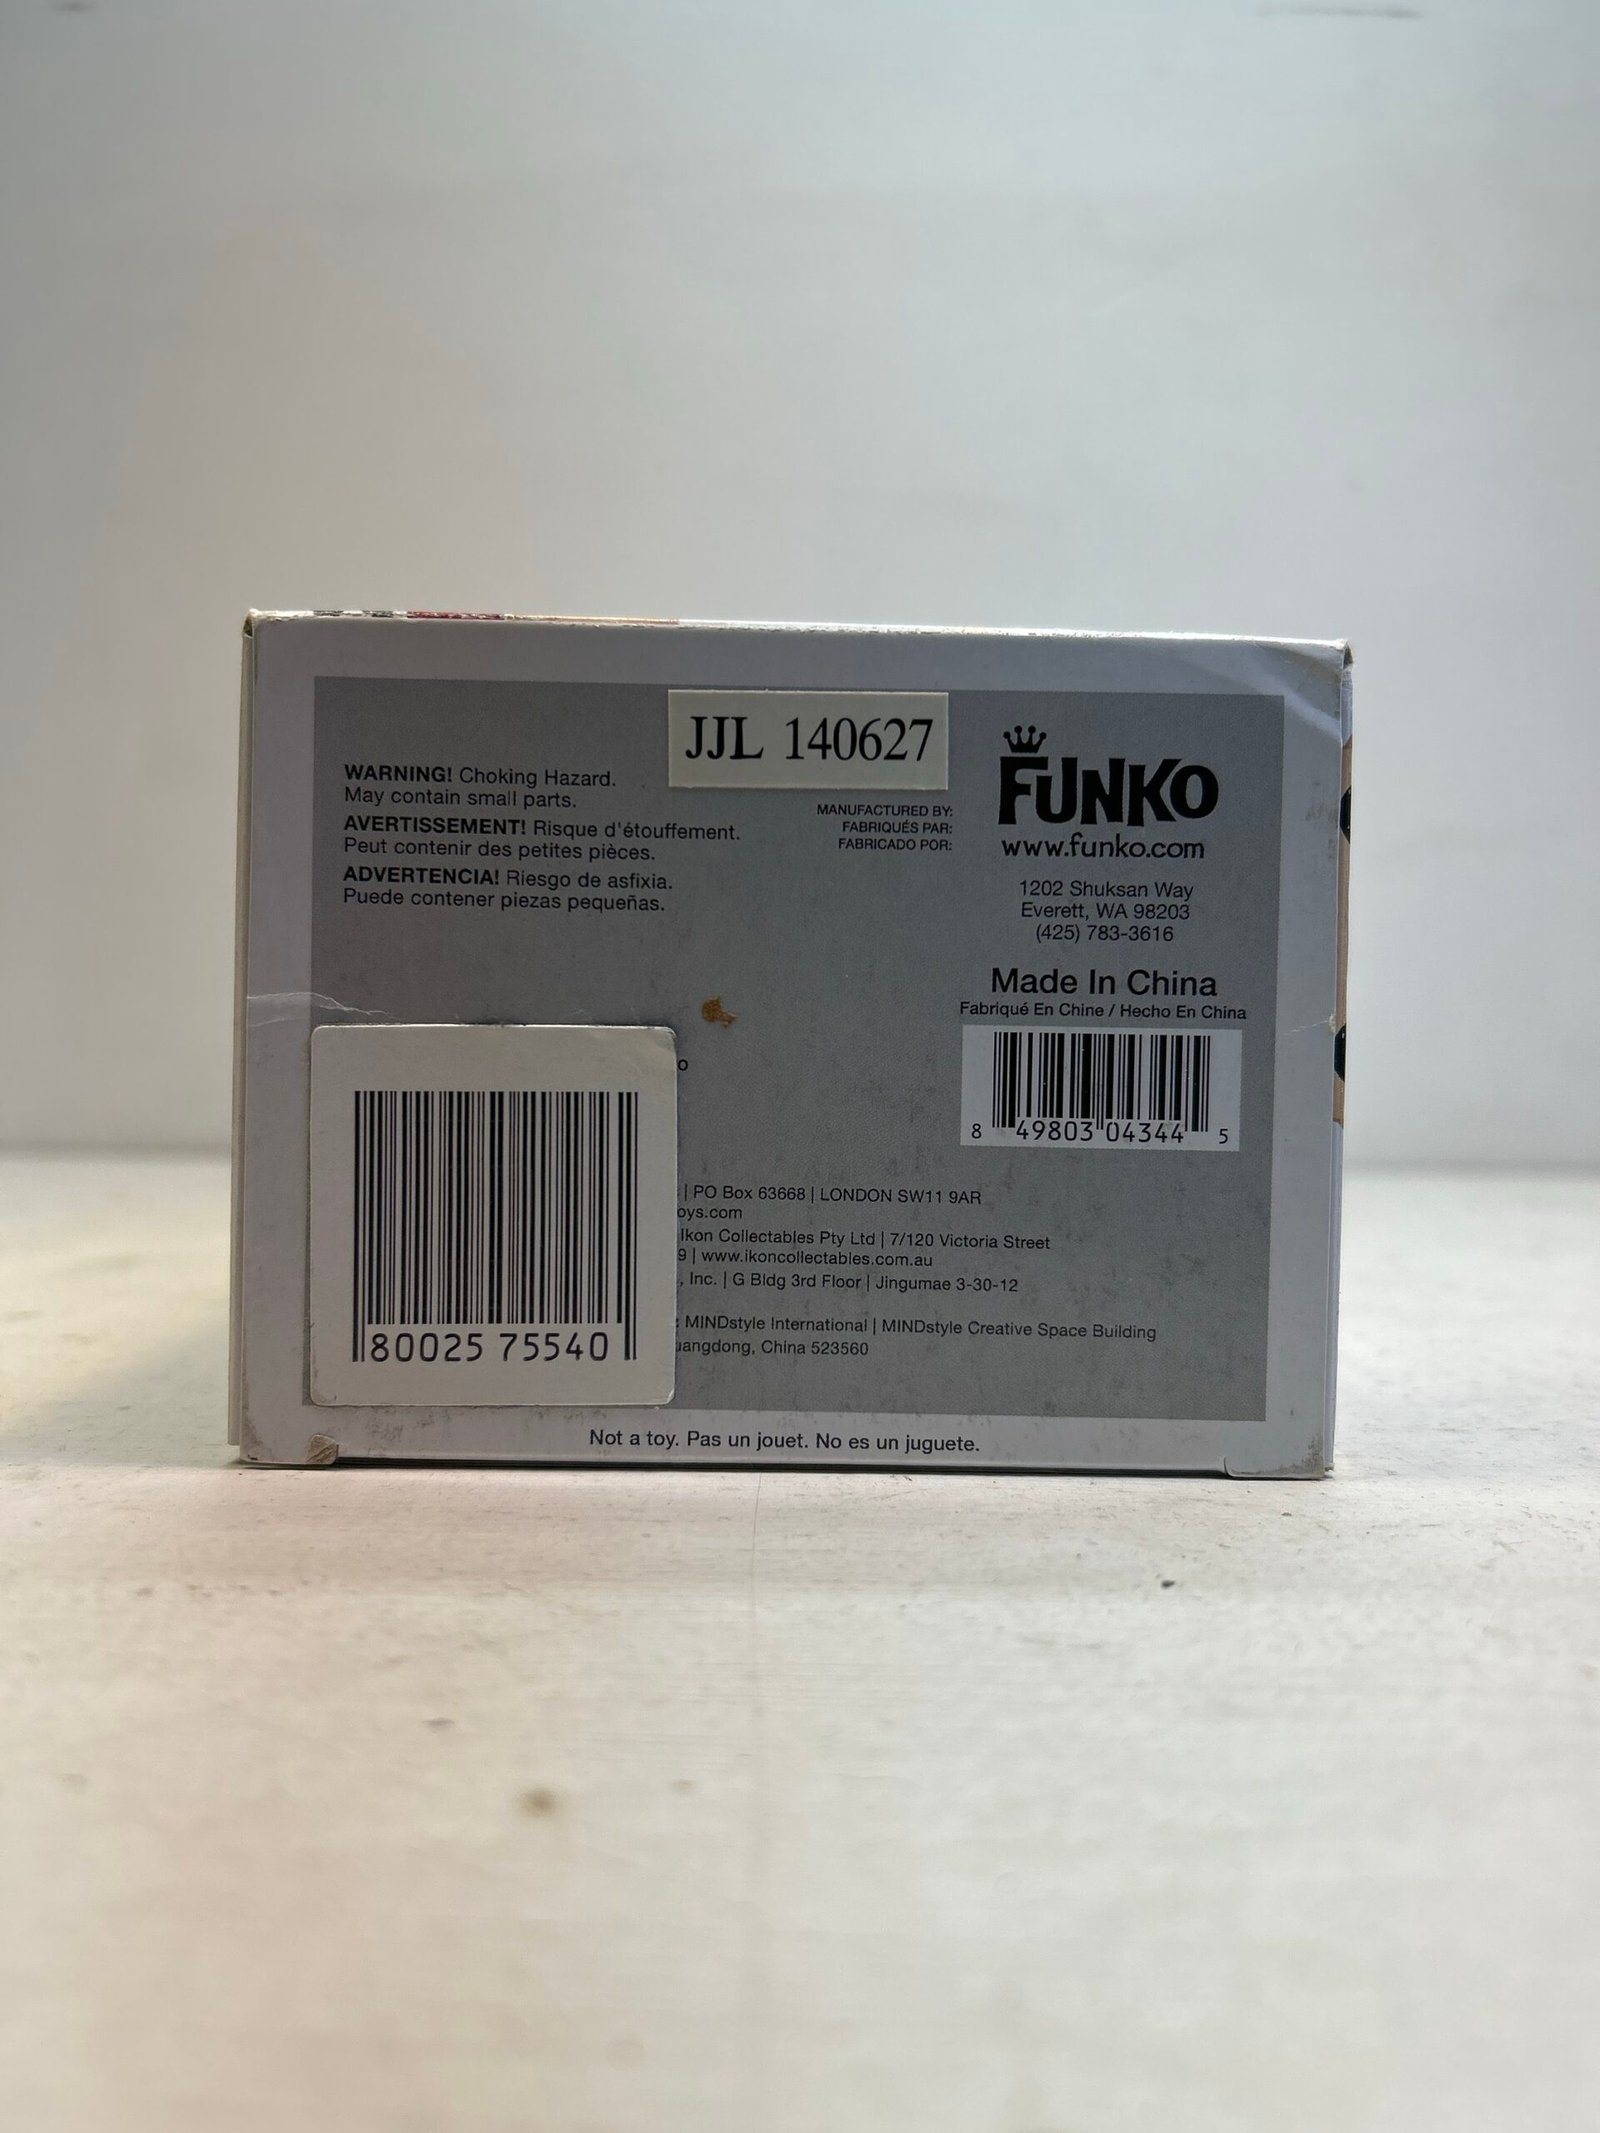 JJL 140627
WARNING! Choking Hazard.
May contain small parts.
AVERTISSEMENT! Risque d'étouffement.
Peut contenir des petites pièces.
ADVERTENCIA! Riesgo de asfixia.
Puede contener piezas pequeñas.
MANUFACTURED BY:
FABRIQUÉS PAR:
FABRICADO POR:
FUNKO
www.funko.com
1202 Shuksan Way
Everett, WA 98203
(425) 783-3616
Made In China
Fabriqué En Chine / Hecho En China
8 49803 04344 5
80025 75540
| PO Box 63668 | LONDON SW11 9AR
oys.com
Ikon Collectables Pty Ltd | 7/120 Victoria Street
9 | www.ikoncollectables.com.au
, Inc. | G Bldg 3rd Floor | Jingumae 3-30-12
: MINDstyle International | MINDstyle Creative Space Building
uangdong, China 523560
Not a toy. Pas un jouet. No es un juguete.